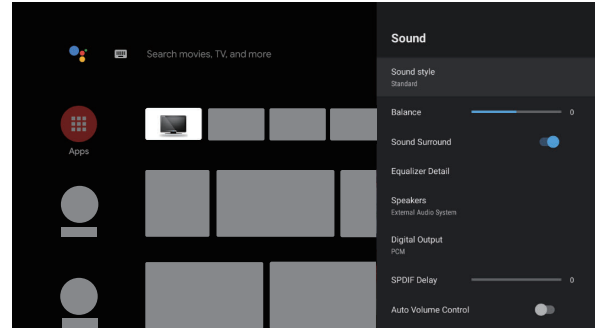 Search movies, TV, and more
Apps
Sound
Sound style
Standard
Balance 0
Sound Surround
Equalizer Detail
Speakers
External Audio System
Digital Output
PCM
SPDIF Delay 0
Auto Volume Control